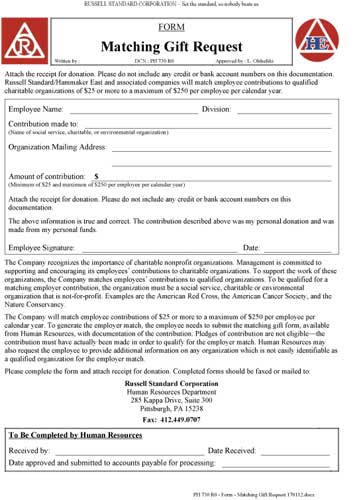 RUSSELL STANDARD CORPORATION – Set the standard, so nobody beats us
FORM
Matching Gift Request
Written by : DCN : PH 730 R0 Approved by : L.
Attach the receipt for donation. Please do not include any credit or bank account numbers on this documentation.
Russell Standard/Hammaker East and associated companies will match employee contributions to qualified
charitable organizations of $25 or more to a maximum of $250 per employee per calendar year.
Employee Name: Division:
Contribution made to:
(Name of social service, charitable, or environmental organization)
Organization Mailing Address:
Amount of contribution: $
(Minimum of $25 and maximum of $250 per employee per calendar year)
Attach the receipt for donation. Please do not include any credit or bank account numbers on this
documentation.
The above information is true and correct. The contribution described above was my personal donation and was
made from my personal funds.
Employee Signature: Date:
The Company recognizes the importance of charitable nonprofit organizations. Management is committed to
supporting and encouraging its employees' contributions to charitable organizations. To support the work of these
organizations, the Company matches employees' contributions to qualified organizations. To be qualified for a
matching employer contribution, the organization must be a social service, charitable or environmental
organization that is not-for-profit. Examples are the American Red Cross, the American Cancer Society, and the
Nature Conservancy.
The Company will match employee contributions of $25 or more to a maximum of $250 per employee per
calendar year. To generate the employer match, the employee needs to submit the matching gift form, available
from Human Resources, with documentation of the contribution. Pledges of contribution are not eligible—the
contribution must have actually been made in order to qualify for the employer match. Human Resources may
also request the employee to provide additional information on any organization which is not easily identifiable as
a qualified organization for the employer match.
Please complete the form and attach receipt for donation. Completed forms should be faxed or mailed to:
Russell Standard Corporation
Human Resources Department
285 Kappa Drive, Suite 300
Pittsburgh, PA 15238
Fax: 412.449.0707
To Be Completed by Human Resources
Received by: Date Received:
Date approved and submitted to accounts payable for processing:
PH 730 R0 - Form - Matching Gift Request 170112.docx